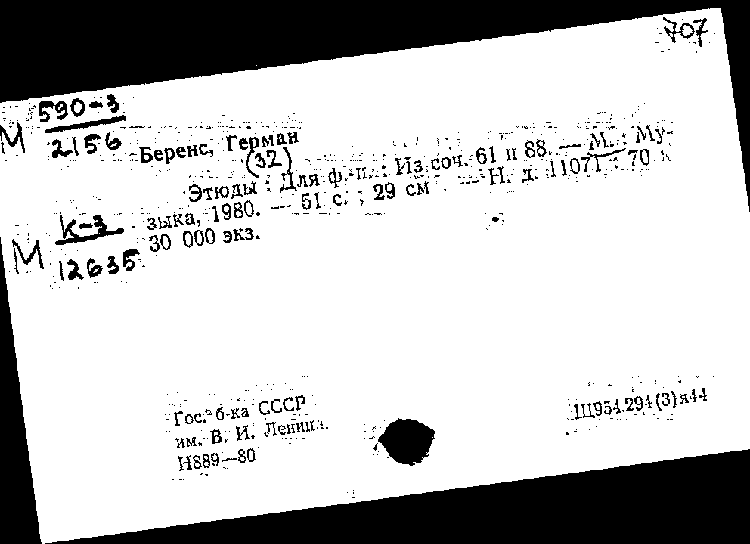 707
М 590-3
2156
Беренс, Герман
(32)
Этюды : Для ф.-п. : Из соч. 61 и 88. — М. : Му-
зыка, 1980. — 51 с. ; 29 см — Н. д. 11071 : 70 к.
30 000 экз.
М К-3
12635
Гос. б-ка СССР
им. В. И. Ленина.
Н889—80
Щ954.294(3)я44